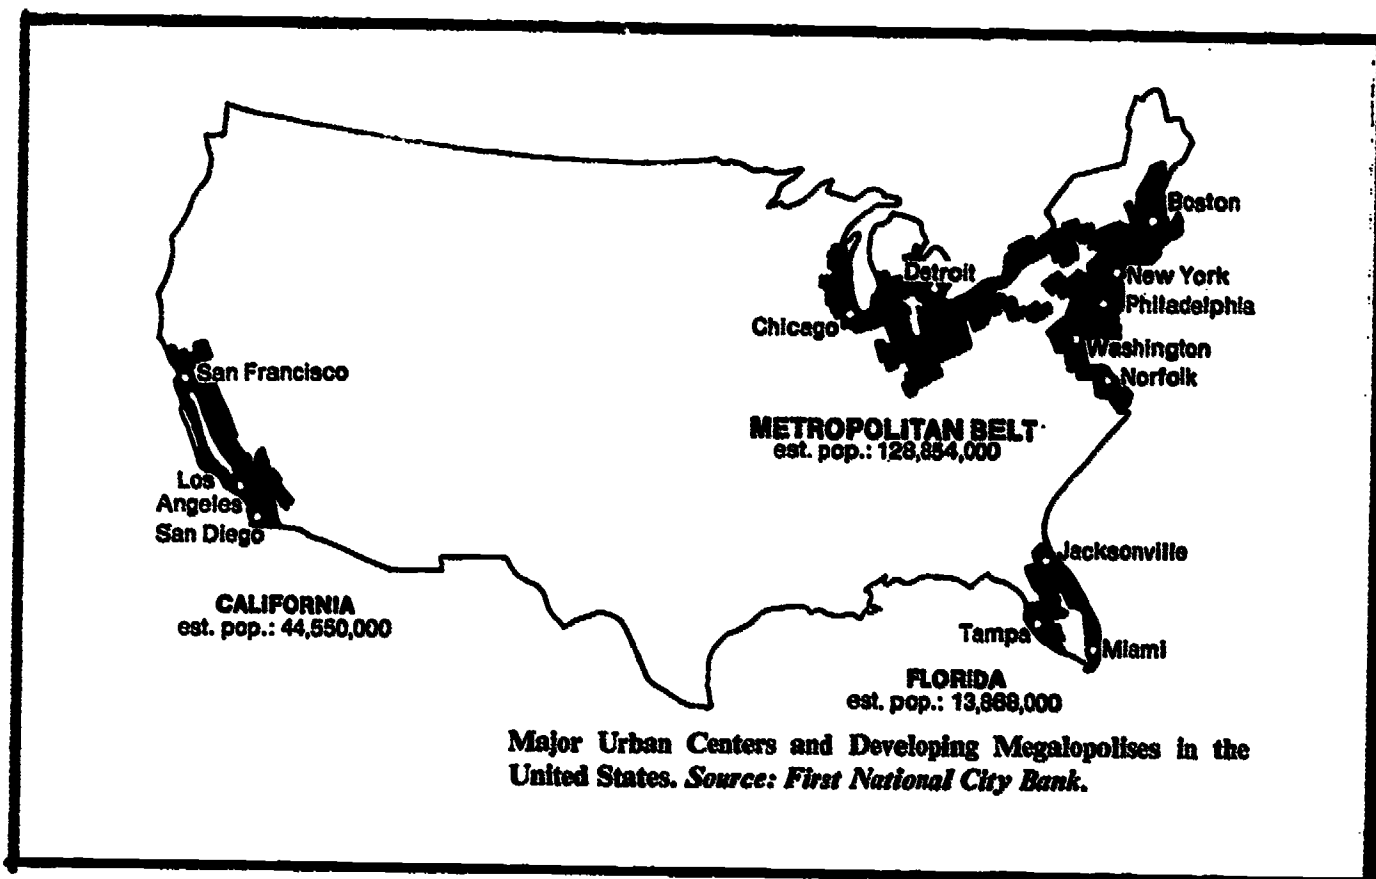 Boston
Detroit
New York
Philadelphia
Chicago
Washington
San Francisco
Norfolk
METROPOLITAN BELT
est. pop.: 128,854,000
Los
Angeles
San Diego
Jacksonville
CALIFORNIA
est. pop.: 44,550,000
Tampa
Miami
FLORIDA
est. pop.: 13,868,000
Major Urban Centers and Developing Megalopolises in the
United States. Source: First National City Bank.